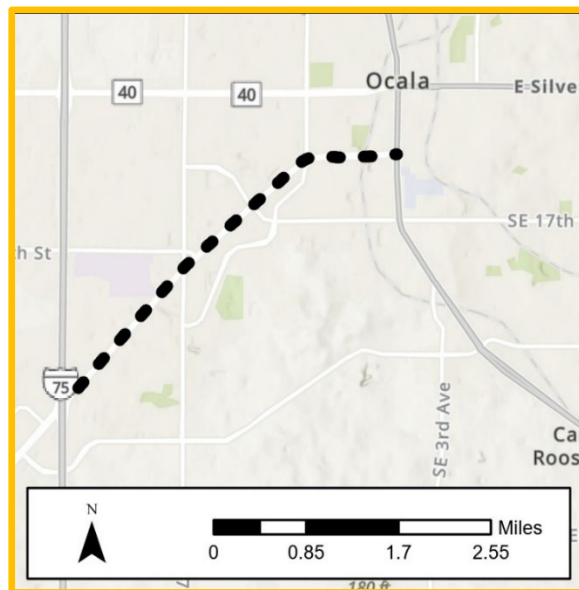 Ocala
40
40
E Silve
SE 17th
h St
75
SE 3rd Ave
Ca
Roos
N
Miles
0 0.85 1.7 2.55
180 ft